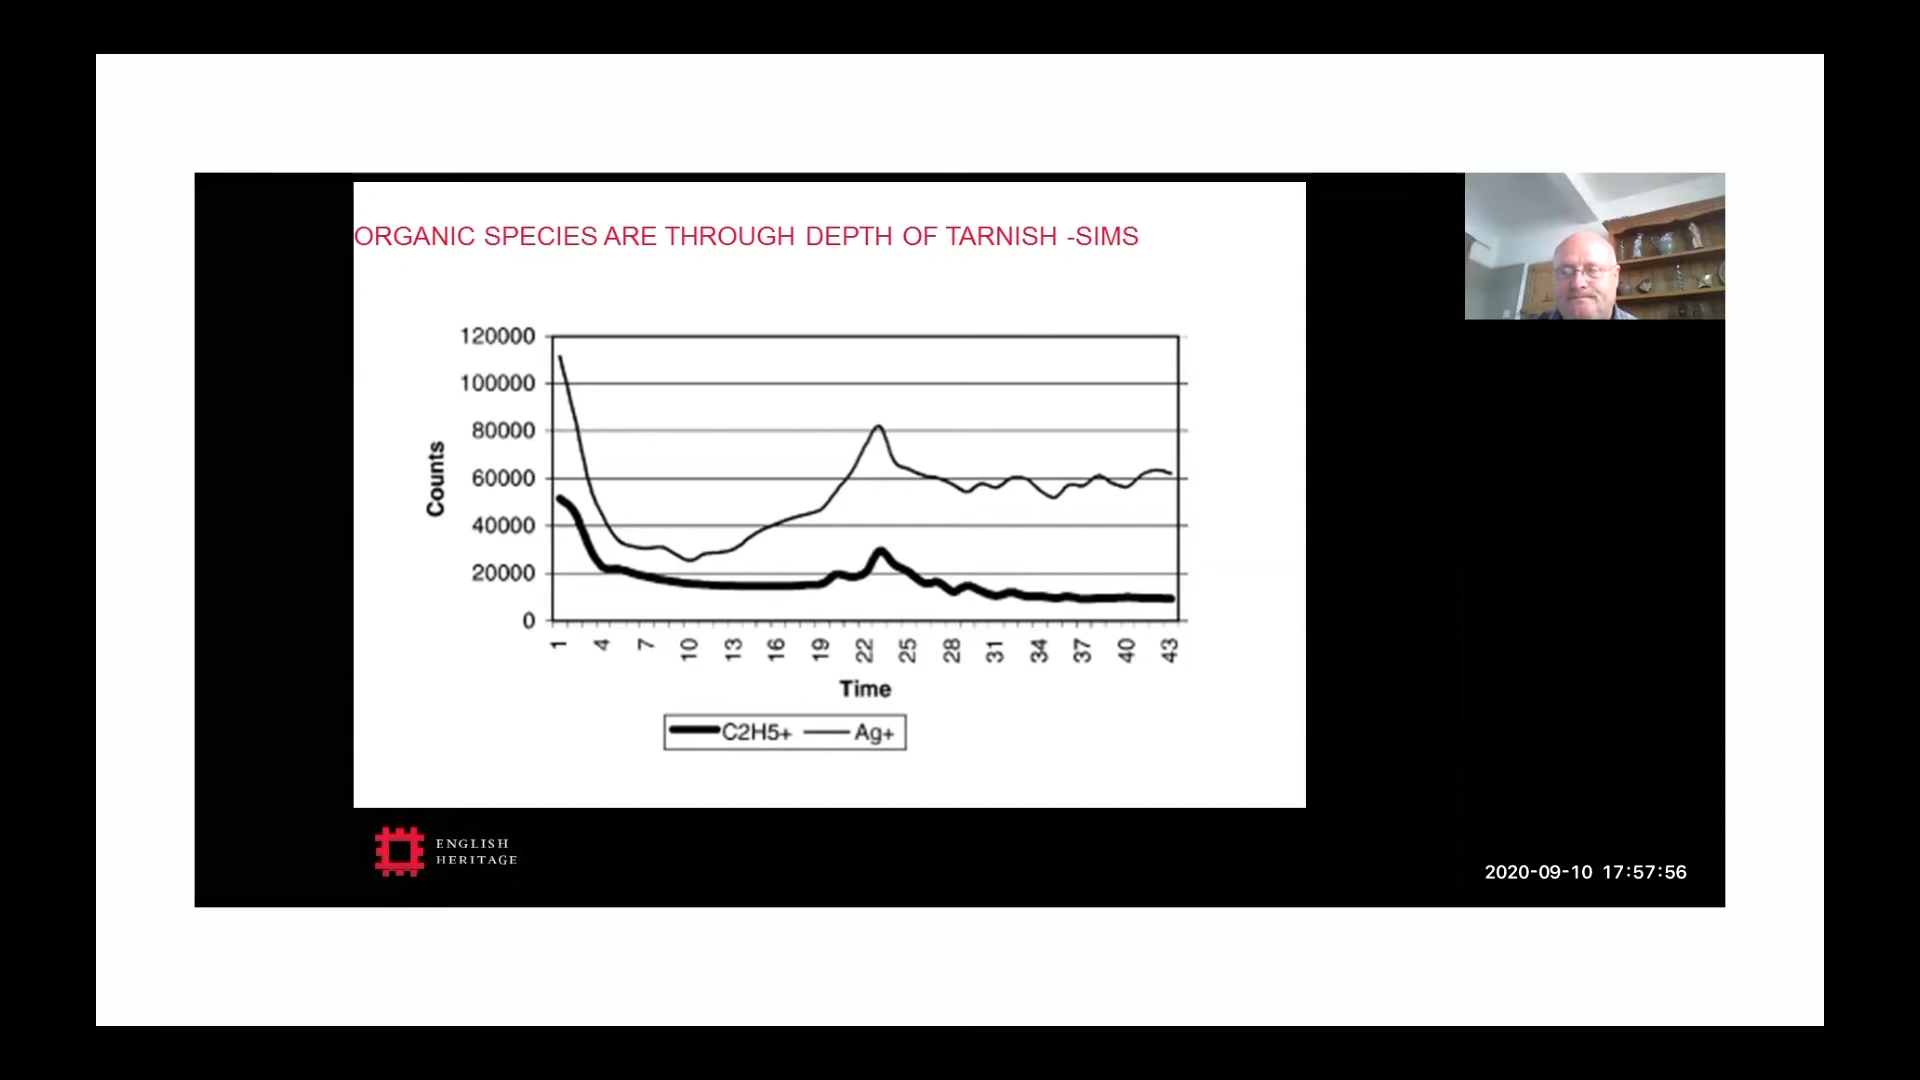 ORGANIC SPECIES ARE THROUGH DEPTH OF TARNISH -SIMS
120000
100000
80000
60000
40000
20000
0
Counts
1 4 7 10 13 16 19 22 25 28 31 34 37 40 43
Time
C2H5+ Ag+
ENGLISH
HERITAGE
2020-09-10 17:57:56